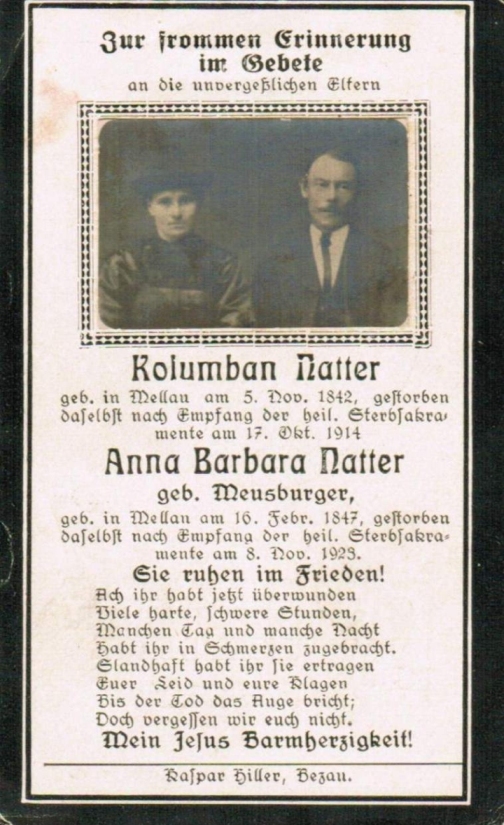 Zur frommen Erinnerung
im Gebete
an die unvergeßlichen Eltern
Kolumban Natter
geb. in Mellau am 5. Nov. 1842, gestorben
daselbst nach Empfang der heil. Sterbsakra-
mente am 17. Okt. 1914
Anna Barbara Natter
geb. Meusburger,
geb. in Mellau am 16. Febr. 1847, gestorben
daselbst nach Empfang der heil. Sterbsakra-
mente am 8. Nov. 1923.
Sie ruhen im Frieden!
Ach ihr habt jetzt überwunden
Viele harte, schwere Stunden,
Manchen Tag und manche Nacht
Habt ihr in Schmerzen zugebracht.
Standhaft habt ihr sie ertragen
Euer Leid und eure Klagen
Bis der Tod das Auge bricht;
Doch vergessen wir euch nicht.
Mein Jesus Barmherzigkeit!
Kaspar Hiller, Bezau.